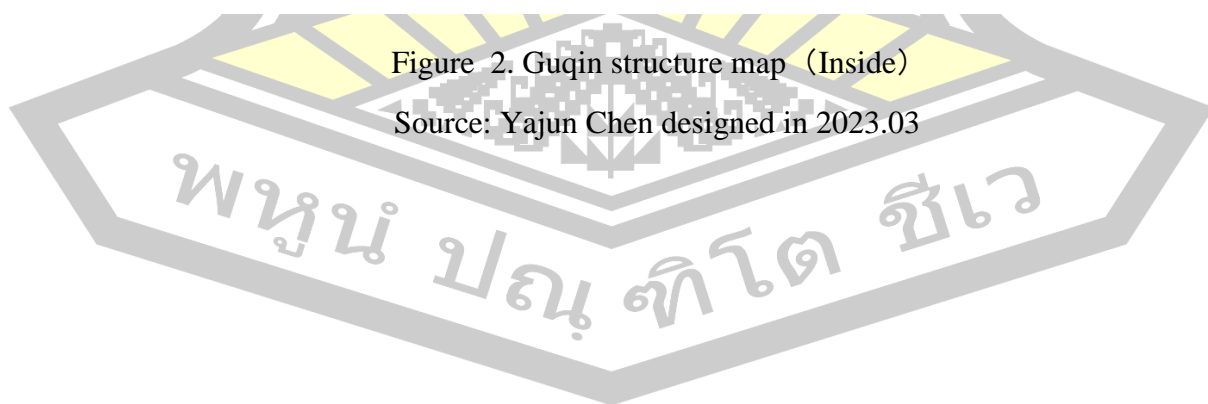 Figure 2. Guqin structure map（Inside）
Source: Yajun Chen designed in 2023.03
พหูนํ ปณฺฑิโต ชีเว